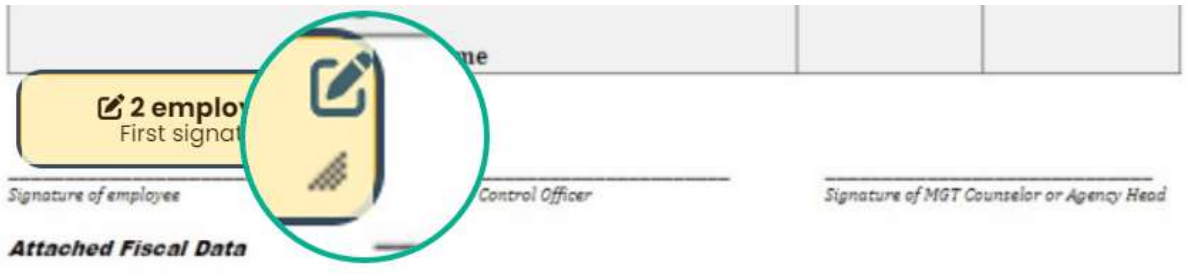 2 employ
First signat
Signature of employee
Control Officer
Signature of MGT Counselor or Agency Head
Attached Fiscal Data